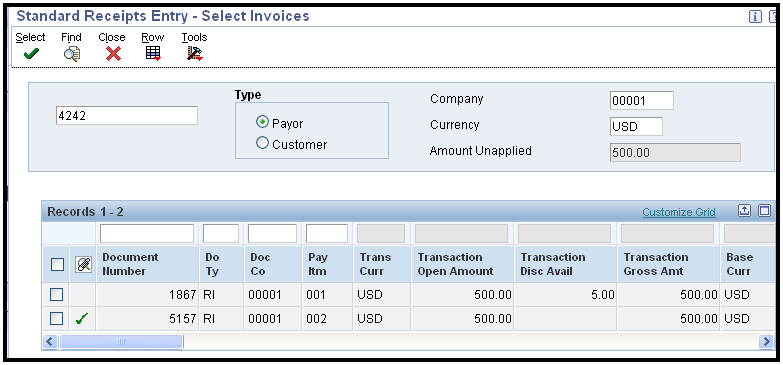 Standard Receipts Entry - Select Invoices
Select Find Close Row Tools
Type
4242
Payor
Customer
Company 00001
Currency USD
Amount Unapplied 500.00
Records 1 - 2 Customize Grid
Document Number Do Ty Doc Co Pay Itm Trans Curr Transaction Open Amount Transaction Disc Avail Transaction Gross Amt Base Curr
1867 RI 00001 001 USD 500.00 5.00 500.00 USD
5157 RI 00001 002 USD 500.00 500.00 USD